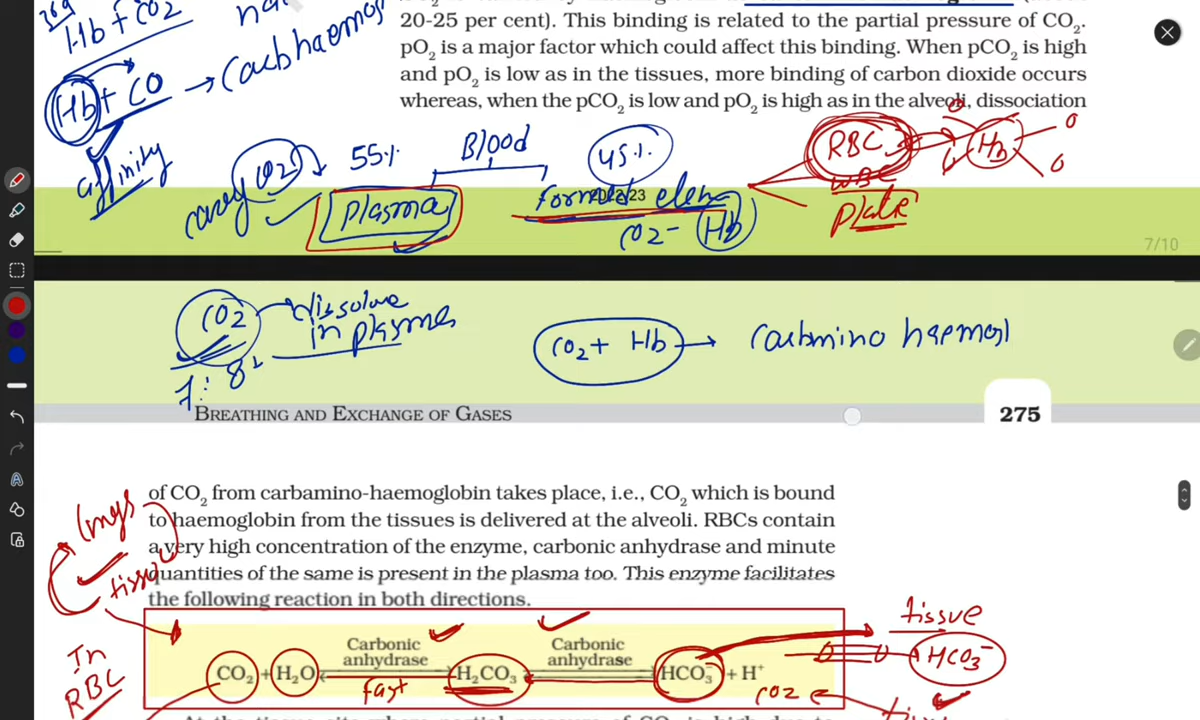 Hb + CO2
20-25 per cent). This binding is related to the partial pressure of CO2.
pO2 is a major factor which could affect this binding. When pCO2 is high
and pO2 is low as in the tissues, more binding of carbon dioxide occurs
whereas, when the pCO2 is low and pO2 is high as in the alveoli, dissociation
Hb + CO → Carbhaemo
affinity
carry CO2
55%
Blood
45%
Plasma
formed elem
CO2 - Hb
RBC
WBC
Plate
Hb
7/10
CO2 dissolve
in plasma
7 : 8%
CO2 + Hb → Carbmino haemo
BREATHING AND EXCHANGE OF GASES
275
of CO2 from carbamino-haemoglobin takes place, i.e., CO2 which is bound
to haemoglobin from the tissues is delivered at the alveoli. RBCs contain
a very high concentration of the enzyme, carbonic anhydrase and minute
quantities of the same is present in the plasma too. This enzyme facilitates
the following reaction in both directions.
lungs
tissu
In
RBC
Carbonic anhydrase
Carbonic anhydrase
CO2 + H2O H2CO3 HCO3- + H+
fast
tissue
HCO3-
CO2